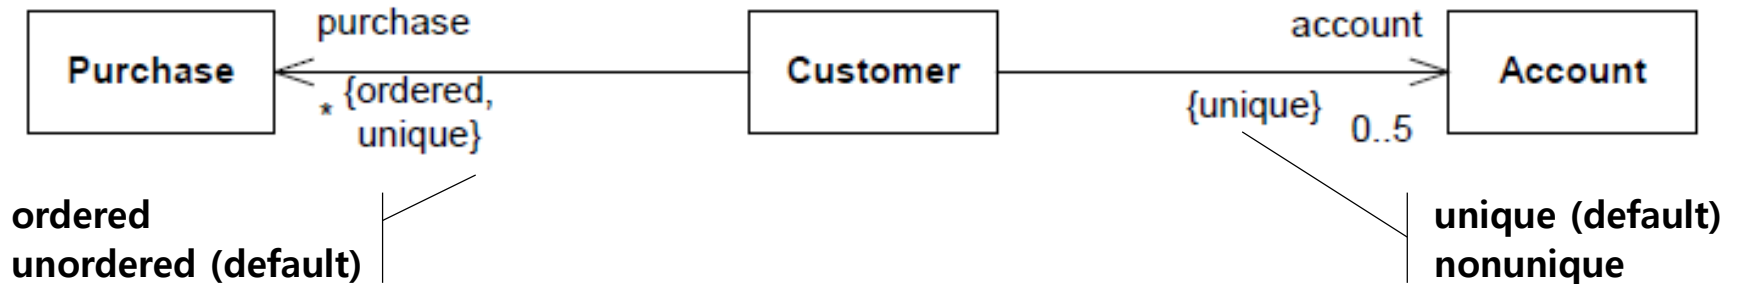 purchase
account
Purchase
Customer
Account
* {ordered,
unique}
{unique}
0..5
ordered
unordered (default)
unique (default)
nonunique